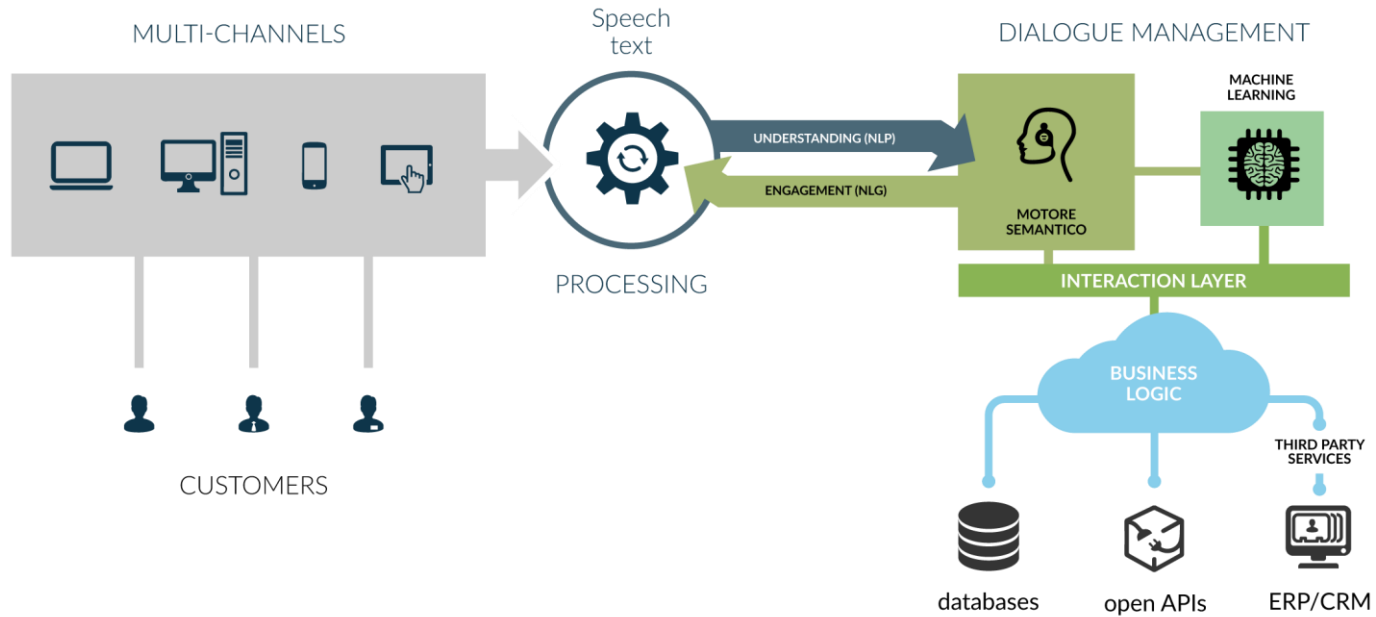 MULTI-CHANNELS
Speech
text
DIALOGUE MANAGEMENT
MACHINE
LEARNING
UNDERSTANDING (NLP)
ENGAGEMENT (NLG)
MOTORE
SEMANTICO
PROCESSING
INTERACTION LAYER
BUSINESS
LOGIC
THIRD PARTY
SERVICES
CUSTOMERS
databases
open APIs
ERP/CRM